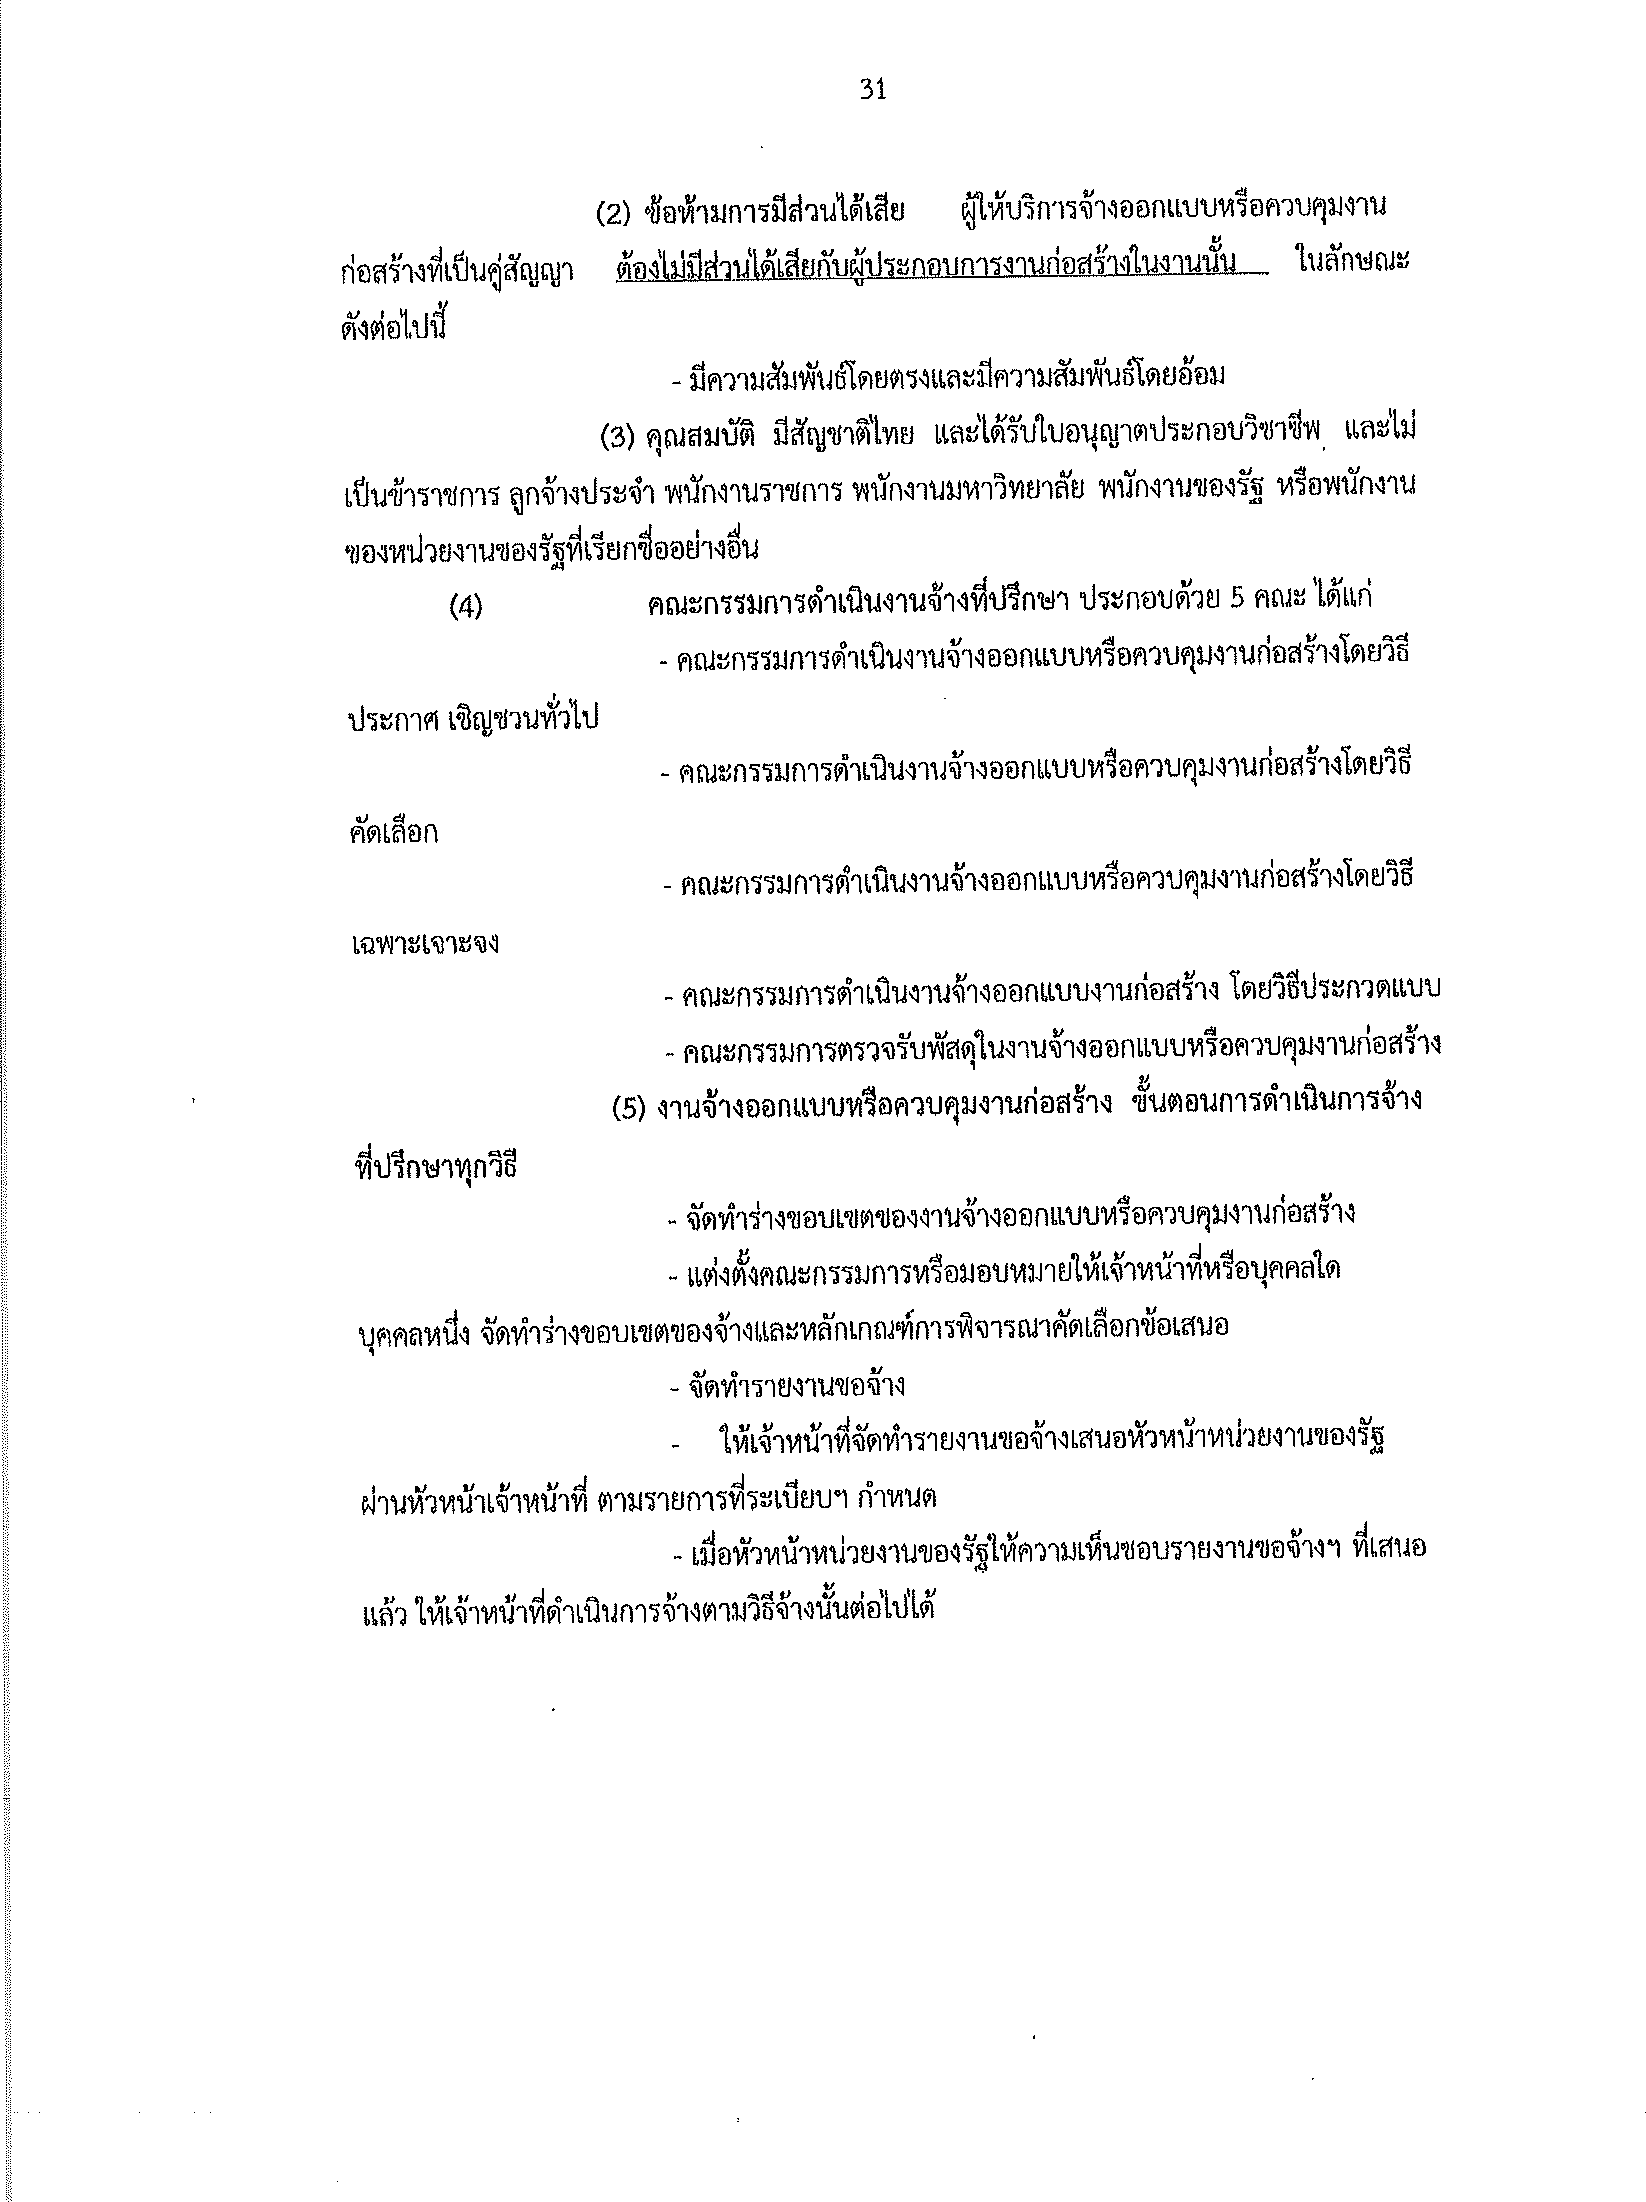 31
(2) ข้อห้ามการมีส่วนได้เสีย ผู้ให้บริการจ้างออกแบบหรือควบคุมงาน
ก่อสร้างที่เป็นคู่สัญญา ต้องไม่มีส่วนได้เสียกับผู้ประกอบการงานก่อสร้างในงานนั้น ในลักษณะ
ดังต่อไปนี้
- มีความสัมพันธ์โดยตรงและมีความสัมพันธ์โดยอ้อม
(3) คุณสมบัติ มีสัญชาติไทย และได้รับใบอนุญาตประกอบวิชาชีพ และไม่
เป็นข้าราชการ ลูกจ้างประจำ พนักงานราชการ พนักงานมหาวิทยาลัย พนักงานของรัฐ หรือพนักงาน
ของหน่วยงานของรัฐที่เรียกชื่ออย่างอื่น
(4) คณะกรรมการดำเนินงานจ้างที่ปรึกษา ประกอบด้วย 5 คณะ ได้แก่
- คณะกรรมการดำเนินงานจ้างออกแบบหรือควบคุมงานก่อสร้างโดยวิธี
ประกาศ เชิญชวนทั่วไป
- คณะกรรมการดำเนินงานจ้างออกแบบหรือควบคุมงานก่อสร้างโดยวิธี
คัดเลือก
- คณะกรรมการดำเนินงานจ้างออกแบบหรือควบคุมงานก่อสร้างโดยวิธี
เฉพาะเจาะจง
- คณะกรรมการดำเนินงานจ้างออกแบบงานก่อสร้าง โดยวิธีประกวดแบบ
- คณะกรรมการตรวจรับพัสดุในงานจ้างออกแบบหรือควบคุมงานก่อสร้าง
(5) งานจ้างออกแบบหรือควบคุมงานก่อสร้าง ขั้นตอนการดำเนินการจ้าง
ที่ปรึกษาทุกวิธี
- จัดทำร่างขอบเขตของงานจ้างออกแบบหรือควบคุมงานก่อสร้าง
- แต่งตั้งคณะกรรมการหรือมอบหมายให้เจ้าหน้าที่หรือบุคคลใด
บุคคลหนึ่ง จัดทำร่างขอบเขตของจ้างและหลักเกณฑ์การพิจารณาคัดเลือกข้อเสนอ
- จัดทำรายงานขอจ้าง
- ให้เจ้าหน้าที่จัดทำรายงานขอจ้างเสนอหัวหน้าหน่วยงานของรัฐ
ผ่านหัวหน้าเจ้าหน้าที่ ตามรายการที่ระเบียบฯ กำหนด
- เมื่อหัวหน้าหน่วยงานของรัฐให้ความเห็นชอบรายงานขอจ้างฯ ที่เสนอ
แล้ว ให้เจ้าหน้าที่ดำเนินการจ้างตามวิธีจ้างนั้นต่อไปได้